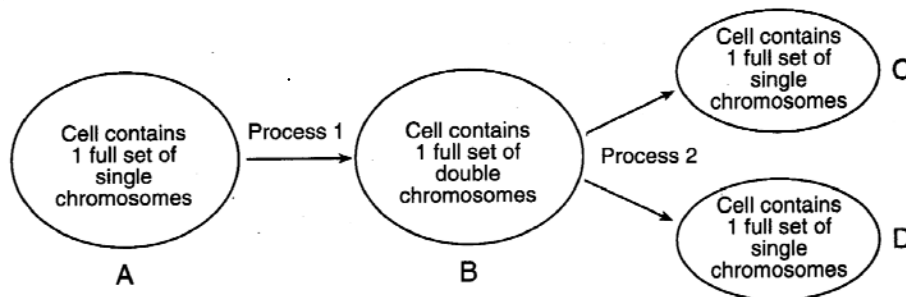 Cell contains
1 full set of
single
chromosomes
A
Process 1
Cell contains
1 full set of
double
chromosomes
B
Process 2
Cell contains
1 full set of
single
chromosomes
C
Cell contains
1 full set of
single
chromosomes
D